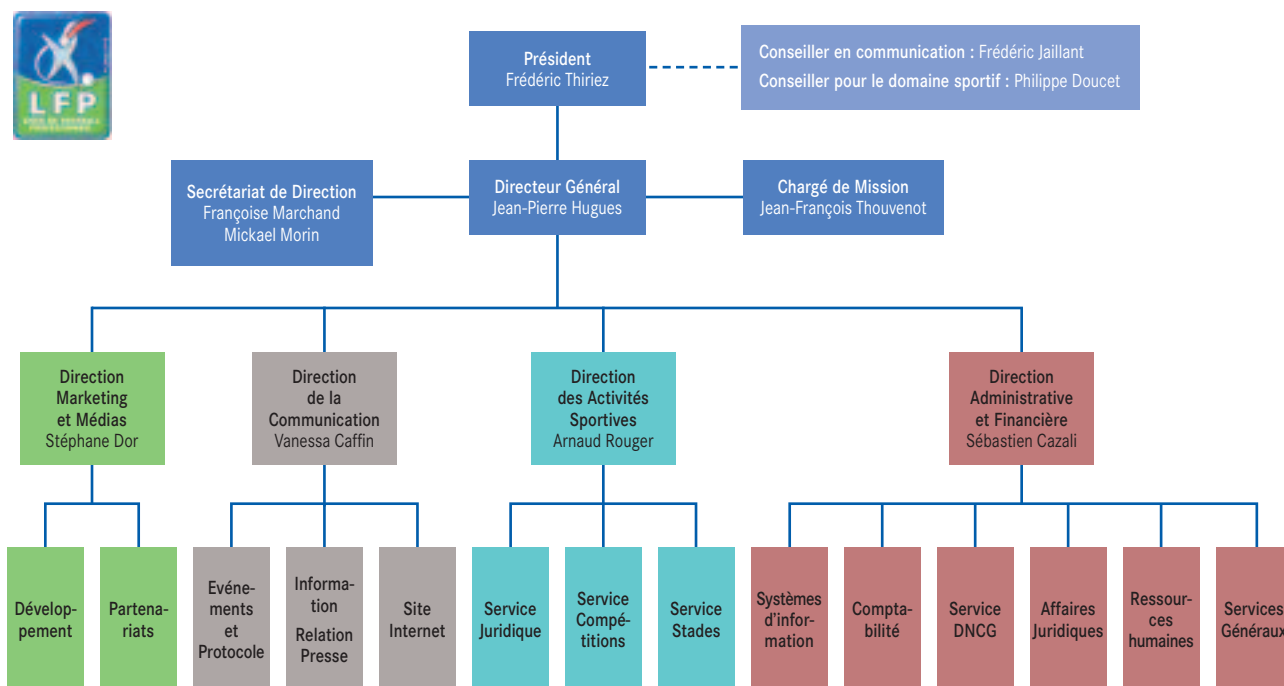 LFP
Président
Frédéric Thiriez
Conseiller en communication : Frédéric Jaillant
Conseiller pour le domaine sportif : Philippe Doucet
Secrétariat de Direction
Françoise Marchand
Mickael Morin
Directeur Général
Jean-Pierre Hugues
Chargé de Mission
Jean-François Thouvenot
Direction
Marketing
et Médias
Stéphane Dor
Direction
de la
Communication
Vanessa Caffin
Direction
des Activités
Sportives
Arnaud Rouger
Direction
Administrative
et Financière
Sébastien Cazali
Dévelop-
pement
Partena-
riats
Evéne-
ments
et
Protocole
Informa-
tion
Relation
Presse
Site
Internet
Service
Juridique
Service
Compé-
titions
Service
Stades
Systèmes
d'infor-
mation
Compta-
bilité
Service
DNCG
Affaires
Juridiques
Ressour-
ces
humaines
Services
Généraux